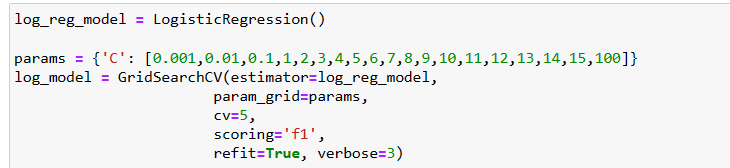 log_reg_model = LogisticRegression()
params = {'C': [0.001,0.01,0.1,1,2,3,4,5,6,7,8,9,10,11,12,13,14,15,100]}
log_model = GridSearchCV(estimator=log_reg_model,
param_grid=params,
cv=5,
scoring='f1',
refit=True, verbose=3)